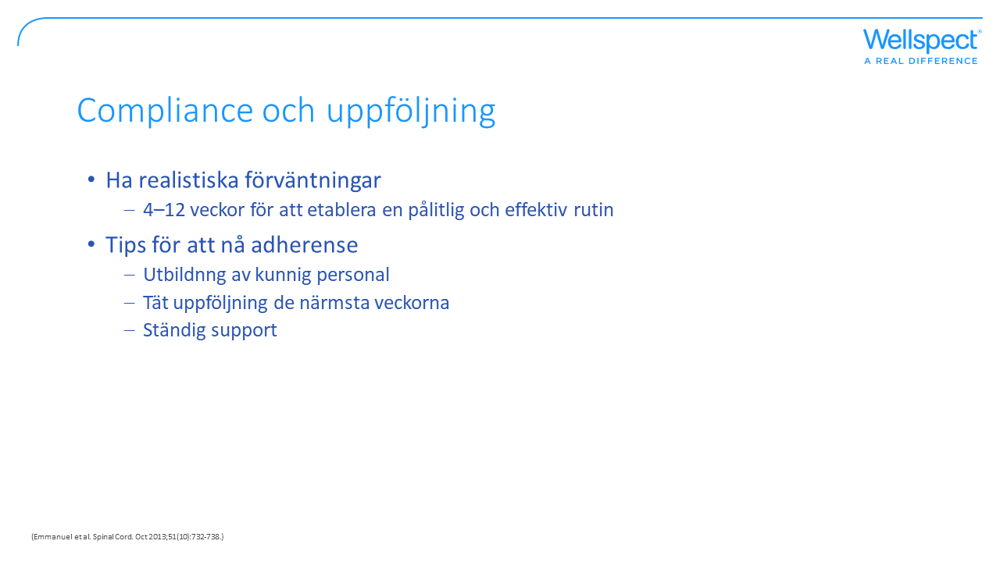 Wellspect®
A REAL DIFFERENCE
Compliance och uppföljning
• Ha realistiska förväntningar
– 4–12 veckor för att etablera en pålitlig och effektiv rutin
• Tips för att nå adherense
– Utbildnng av kunnig personal
– Tät uppföljning de närmsta veckorna
– Ständig support
(Emmanuel et al. Spinal Cord. Oct 2013;51(10):732-738.)